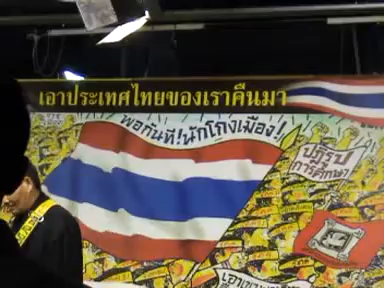 เอาประเทศไทยของเราคืนมา
พอกันที!นักโกงเมือง!
ปฏิรูป
การศึกษา